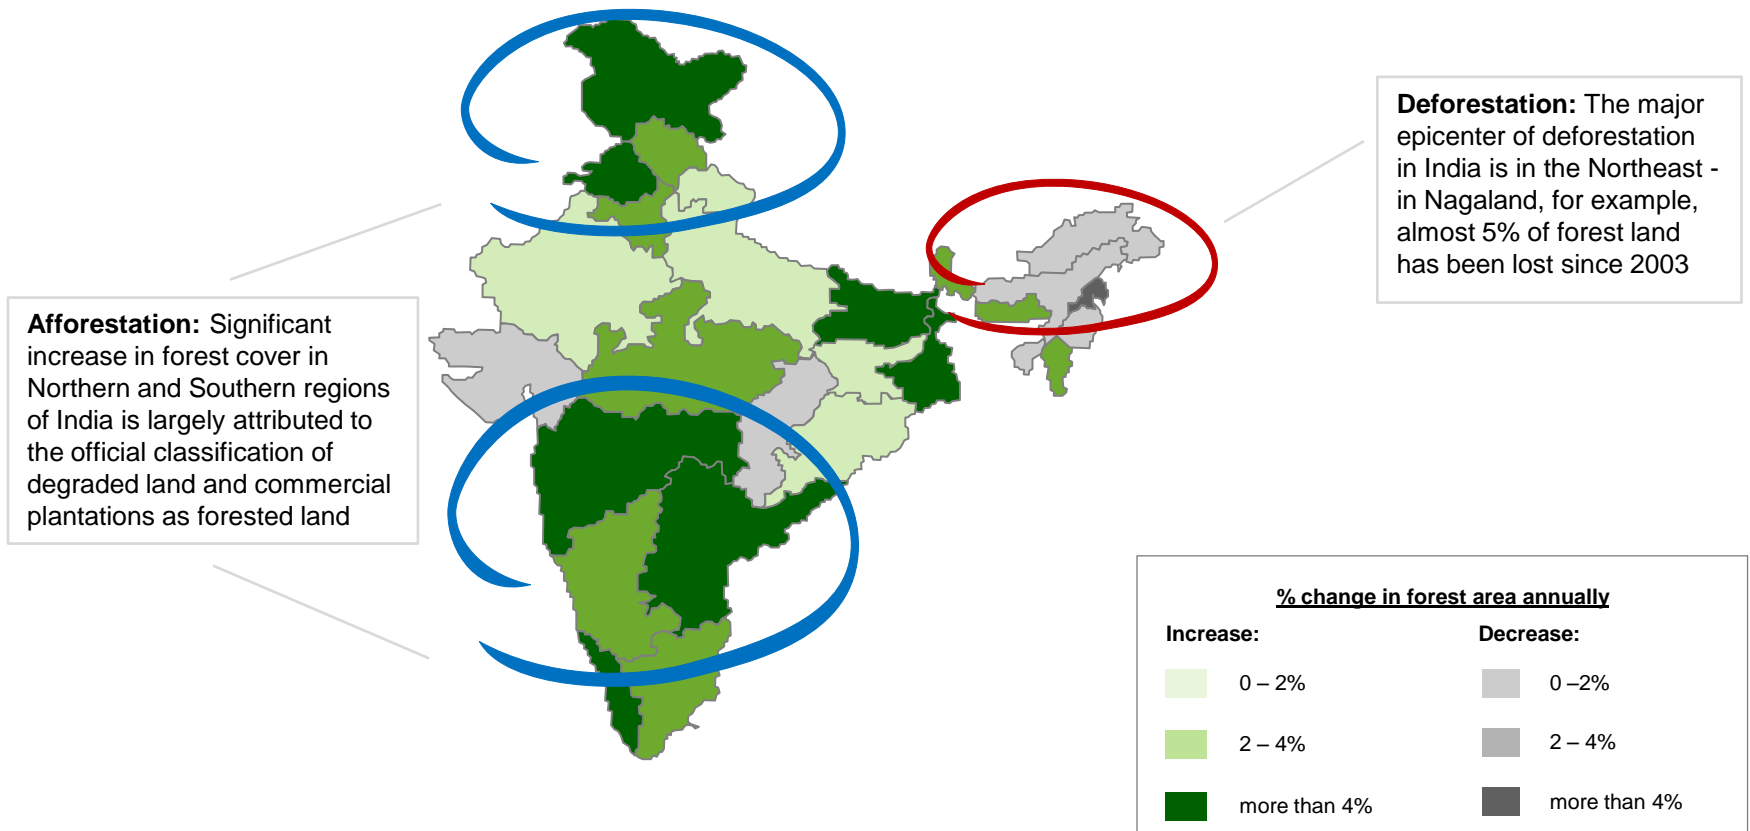 Afforestation: Significant
increase in forest cover in
Northern and Southern regions
of India is largely attributed to
the official classification of
degraded land and commercial
plantations as forested land
Deforestation: The major
epicenter of deforestation
in India is in the Northeast -
in Nagaland, for example,
almost 5% of forest land
has been lost since 2003
% change in forest area annually
Increase:
0 – 2%
2 – 4%
more than 4%
Decrease:
0 –2%
2 – 4%
more than 4%